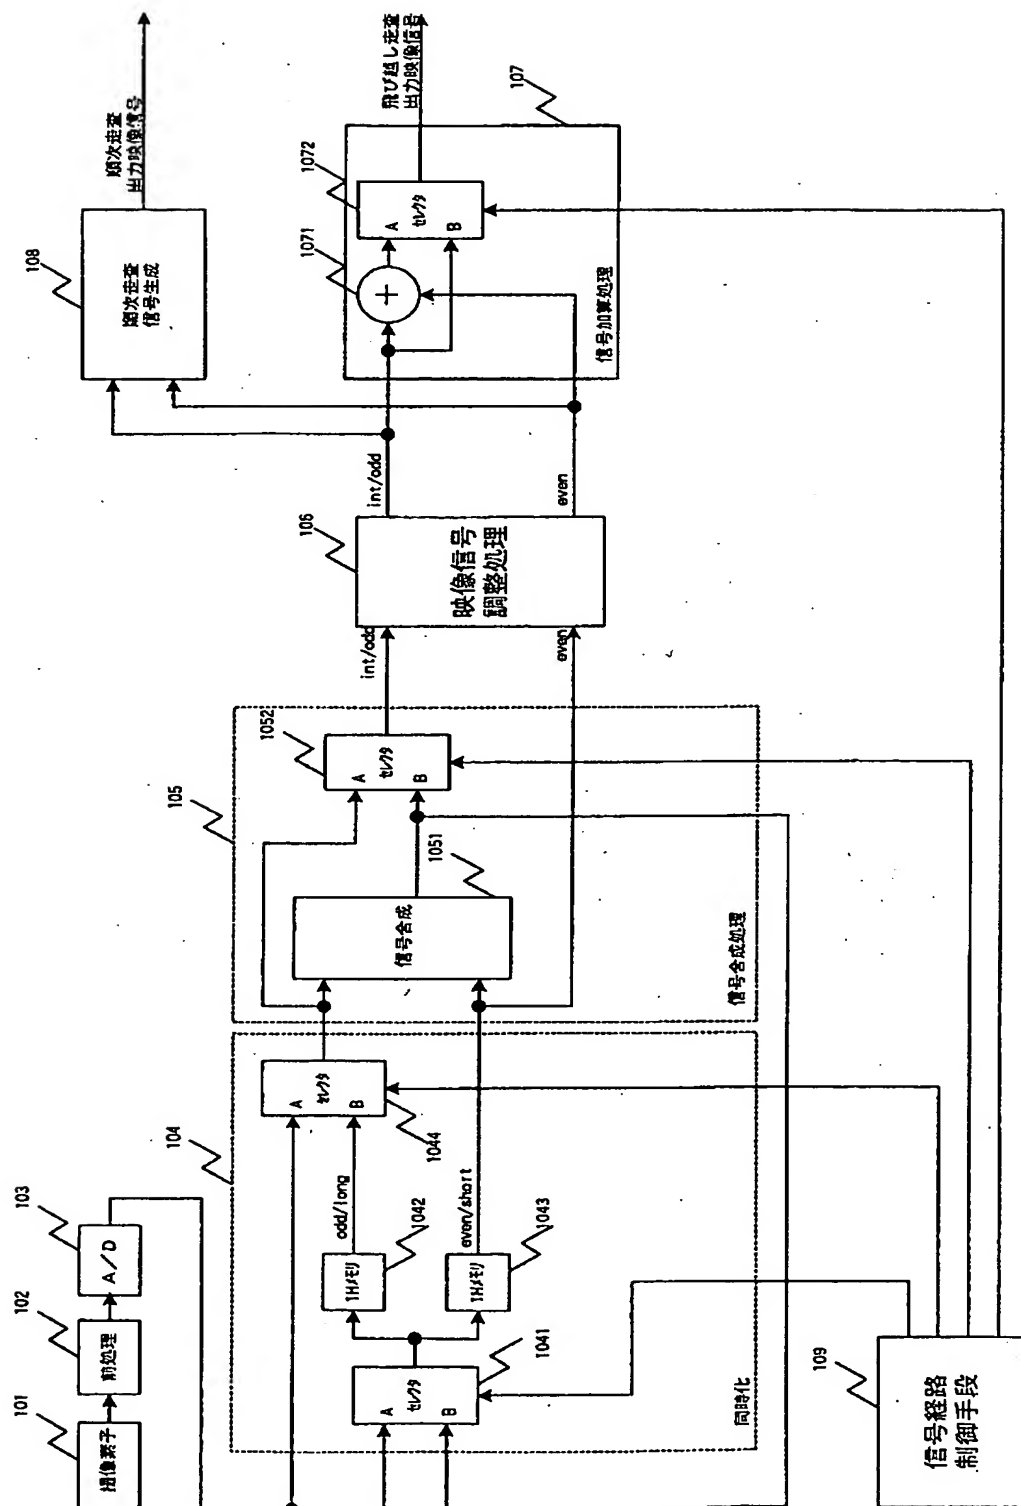 101
撮像素子
102
前処理
103
A/D
104
同時化
1041
セレクタ
A
B
1042
1Hメモリ
odd/long
1043
1Hメモリ
even/short
1044
セレクタ
A
B
105
信号合成処理
1051
信号合成
1052
セレクタ
A
B
int/odd
even
106
映像信号
調整処理
int/odd
even
107
信号加算処理
1071
+
1072
セレクタ
A
B
飛び越し走査
出力映像信号
108
順次走査
信号生成
順次走査
出力映像信号
109
信号経路
制御手段